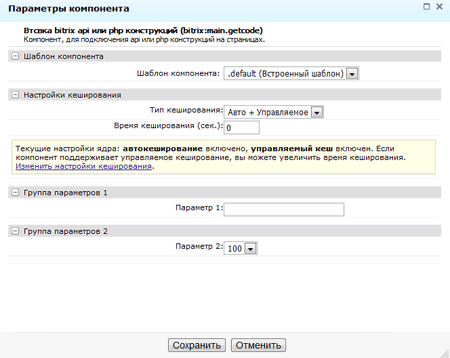 Параметры компонента
Втсвка bitrix api или php конструкций (bitrix:main.getcode)
Компонент, для подключения api или php конструкций на страницах.
Шаблон компонента
Шаблон компонента: .default (Встроенный шаблон)
Настройки кеширования
Тип кеширования: Авто + Управляемое
Время кеширования (сек.): 0
Текущие настройки ядра: автокеширование включено, управляемый кеш включен. Если
компонент поддерживает управляемое кеширование, вы можете увеличить время кеширования.
Изменить настройки кеширования.
Группа параметров 1
Параметр 1:
Группа параметров 2
Параметр 2: 100
Сохранить Отменить